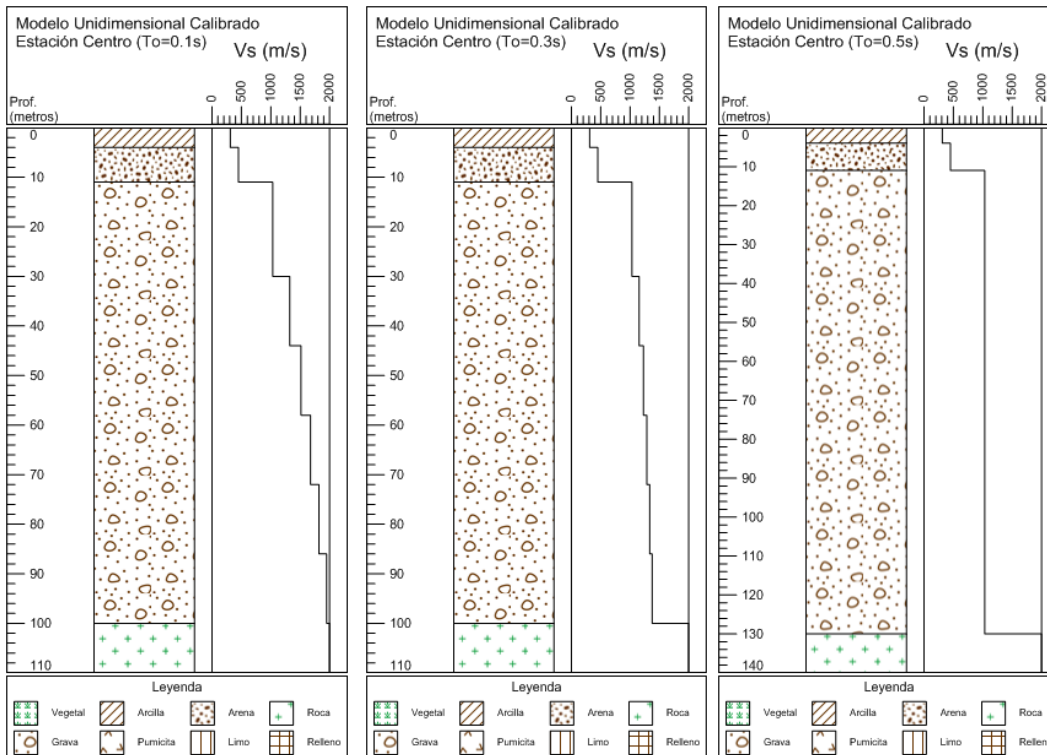 Modelo Unidimensional Calibrado
Estación Centro (To=0.1s)
Vs (m/s)
0
500
1000
1500
2000
Prof.
(metros)
0
10
20
30
40
50
60
70
80
90
100
110
Leyenda
Vegetal Arcilla Arena Roca
Grava Pumicita Limo Relleno
Modelo Unidimensional Calibrado
Estación Centro (To=0.3s)
Vs (m/s)
0
500
1000
1500
2000
Prof.
(metros)
0
10
20
30
40
50
60
70
80
90
100
110
Leyenda
Vegetal Arcilla Arena Roca
Grava Pumicita Limo Relleno
Modelo Unidimensional Calibrado
Estación Centro (To=0.5s)
Vs (m/s)
0
500
1000
1500
2000
Prof.
(metros)
0
10
20
30
40
50
60
70
80
90
100
110
120
130
140
Leyenda
Vegetal Arcilla Arena Roca
Grava Pumicita Limo Relleno